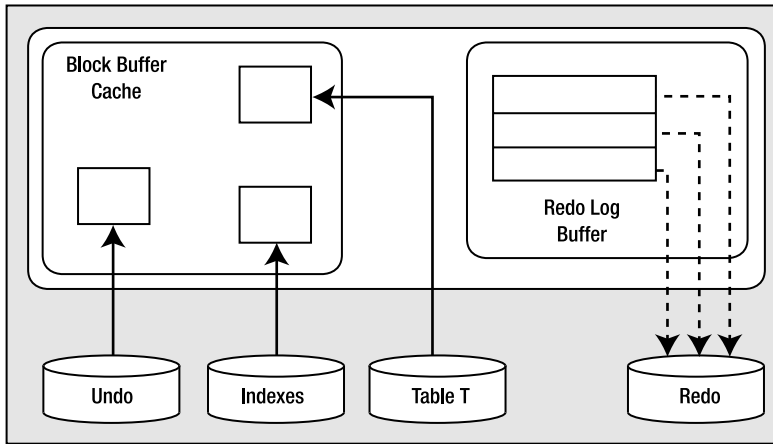 Block Buffer
Cache
Redo Log
Buffer
Undo
Indexes
Table T
Redo